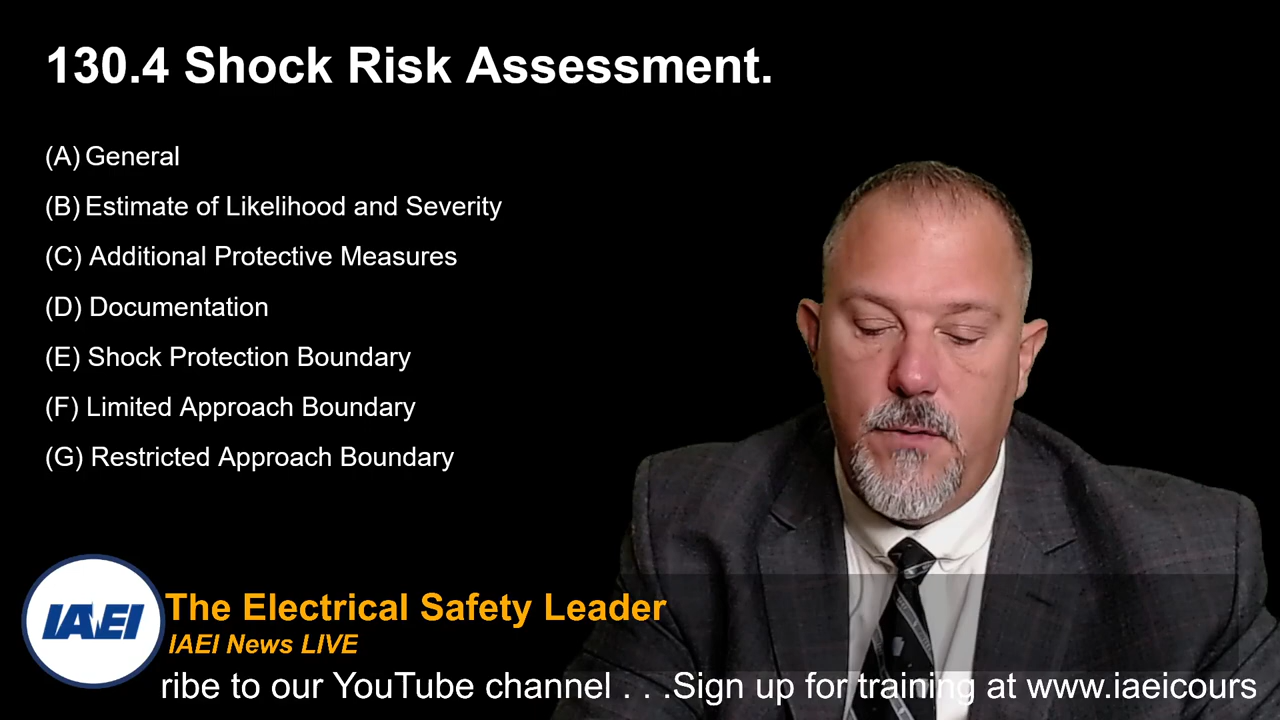 130.4 Shock Risk Assessment.
(A) General
(B) Estimate of Likelihood and Severity
(C) Additional Protective Measures
(D) Documentation
(E) Shock Protection Boundary
(F) Limited Approach Boundary
(G) Restricted Approach Boundary
IAEI
The Electrical Safety Leader
IAEI News LIVE
ribe to our YouTube channel . . .Sign up for training at www.iaeicours